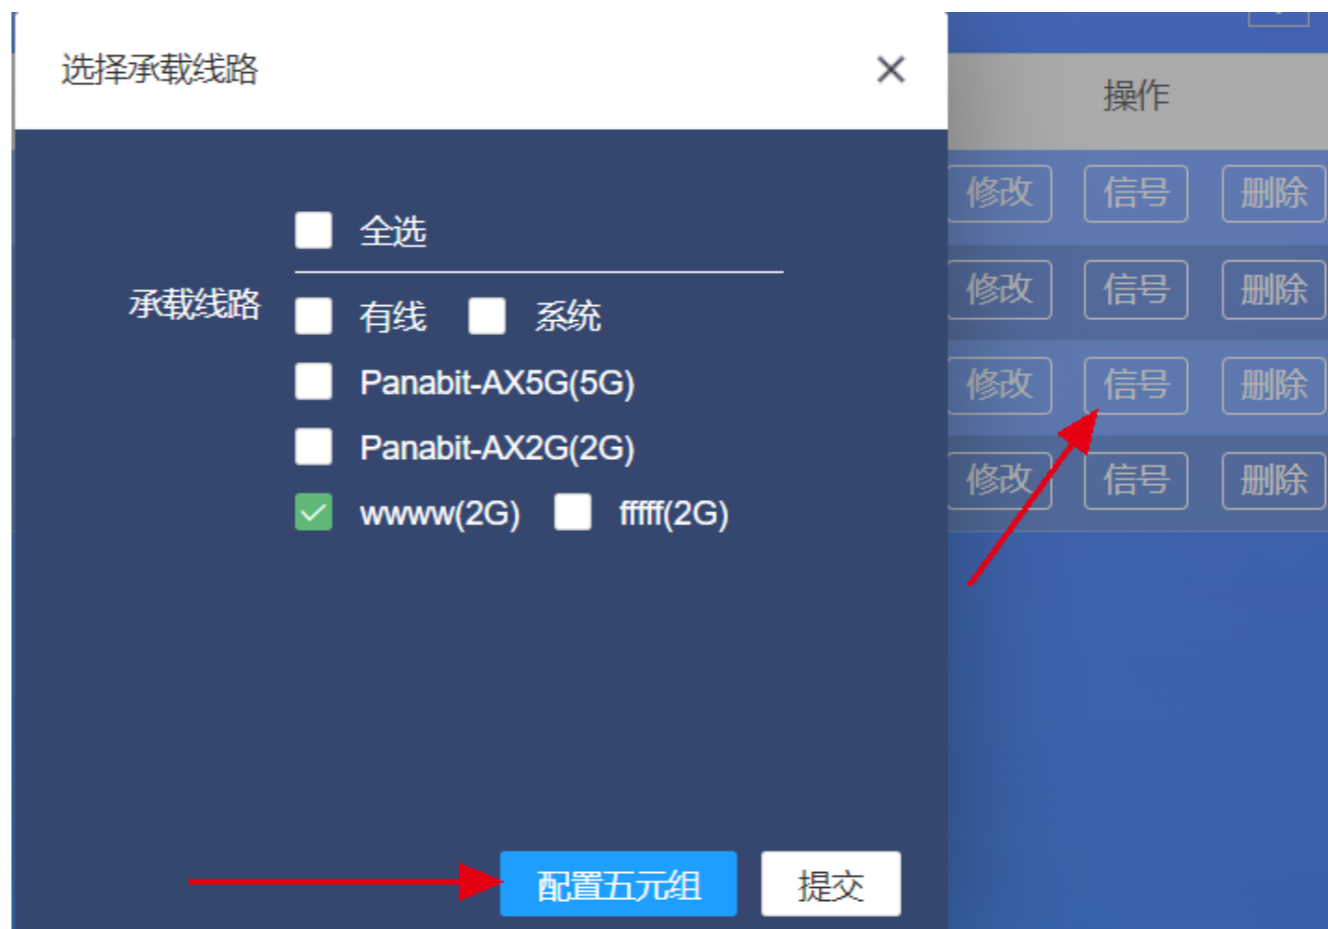 选择承载线路
操作
修改 信号 删除
全选
承载线路
有线 系统
修改 信号 删除
Panabit-AX5G(5G)
修改 信号 删除
Panabit-AX2G(2G)
修改 信号 删除
wwww(2G) fffff(2G)
配置五元组 提交